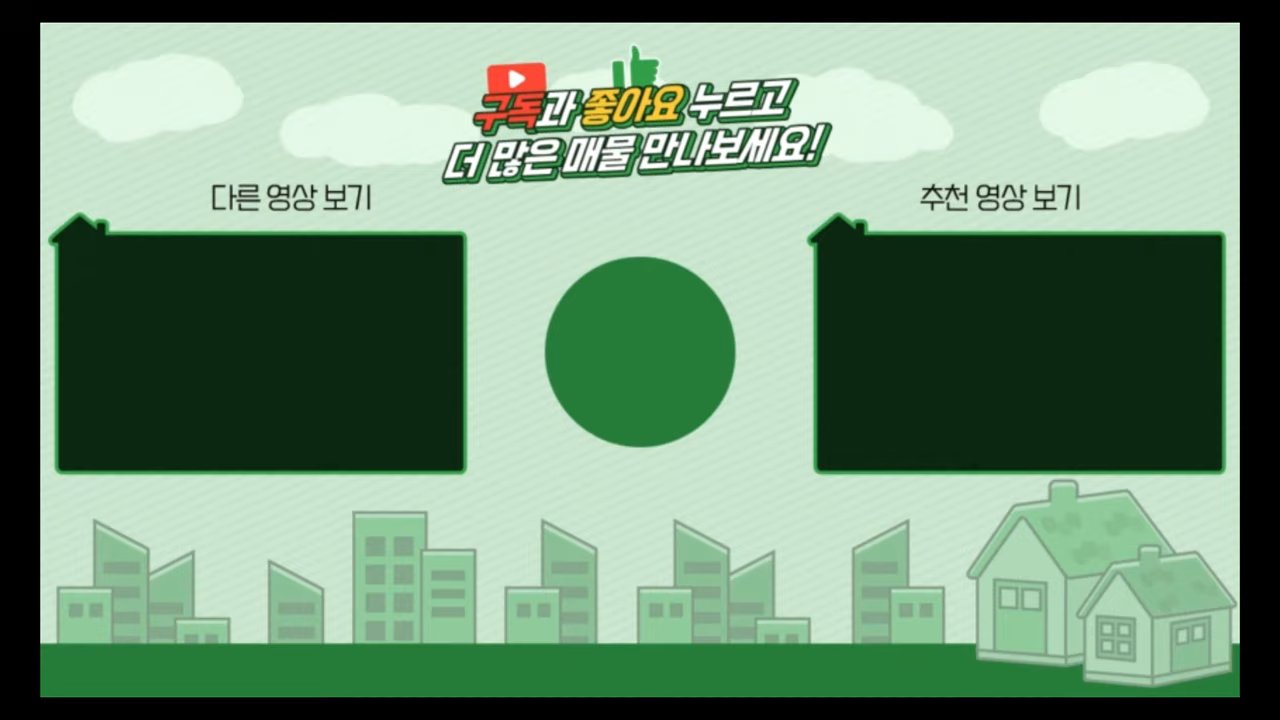 구독과 좋아요 누르고
더 많은 매물 만나보세요!
다른 영상 보기
추천 영상 보기